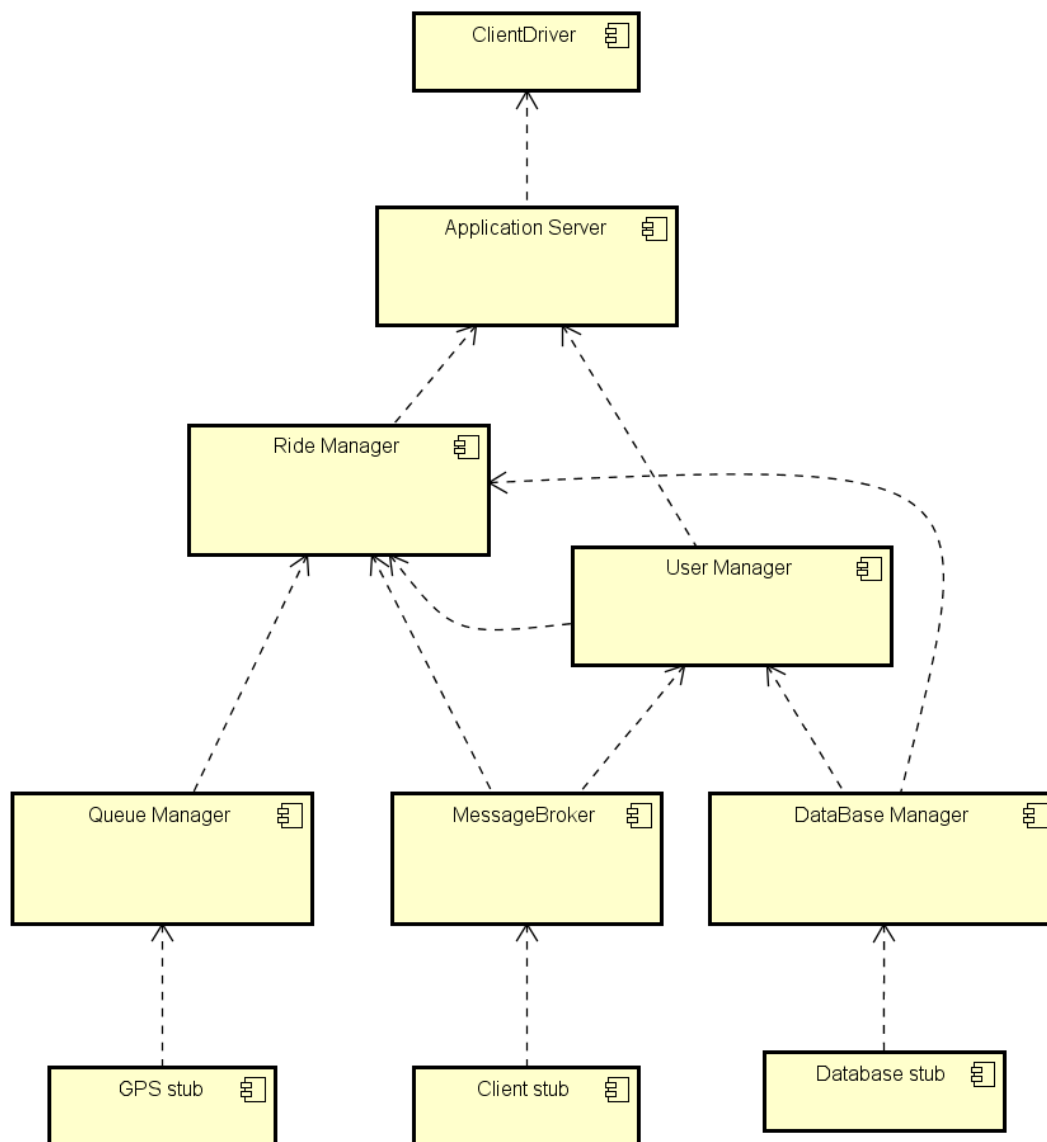 ClientDriver
Application Server
Ride Manager
User Manager
Queue Manager
MessageBroker
DataBase Manager
GPS stub
Client stub
Database stub